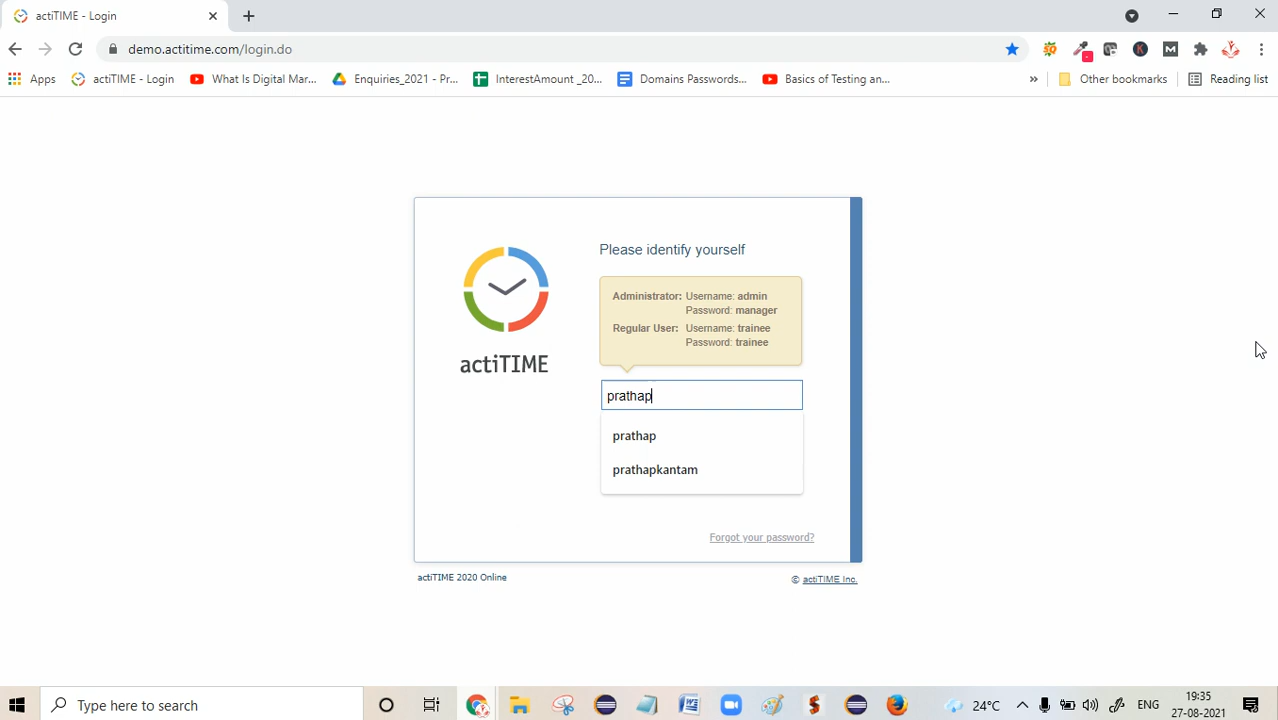 actiTIME - Login
demo.actitime.com/login.do
Apps actiTIME - Login What Is Digital Mar... Enquiries_2021 - Pr... InterestAmount _20... Domains Passwords... Basics of Testing an... » Other bookmarks Reading list
Please identify yourself
Administrator: Username: admin
Password: manager
Regular User: Username: trainee
Password: trainee
actiTIME
prathap
prathap
prathapkantam
Forgot your password?
actiTIME 2020 Online © actiTIME Inc.
Type here to search
24°C ENG 19:35
27-08-2021